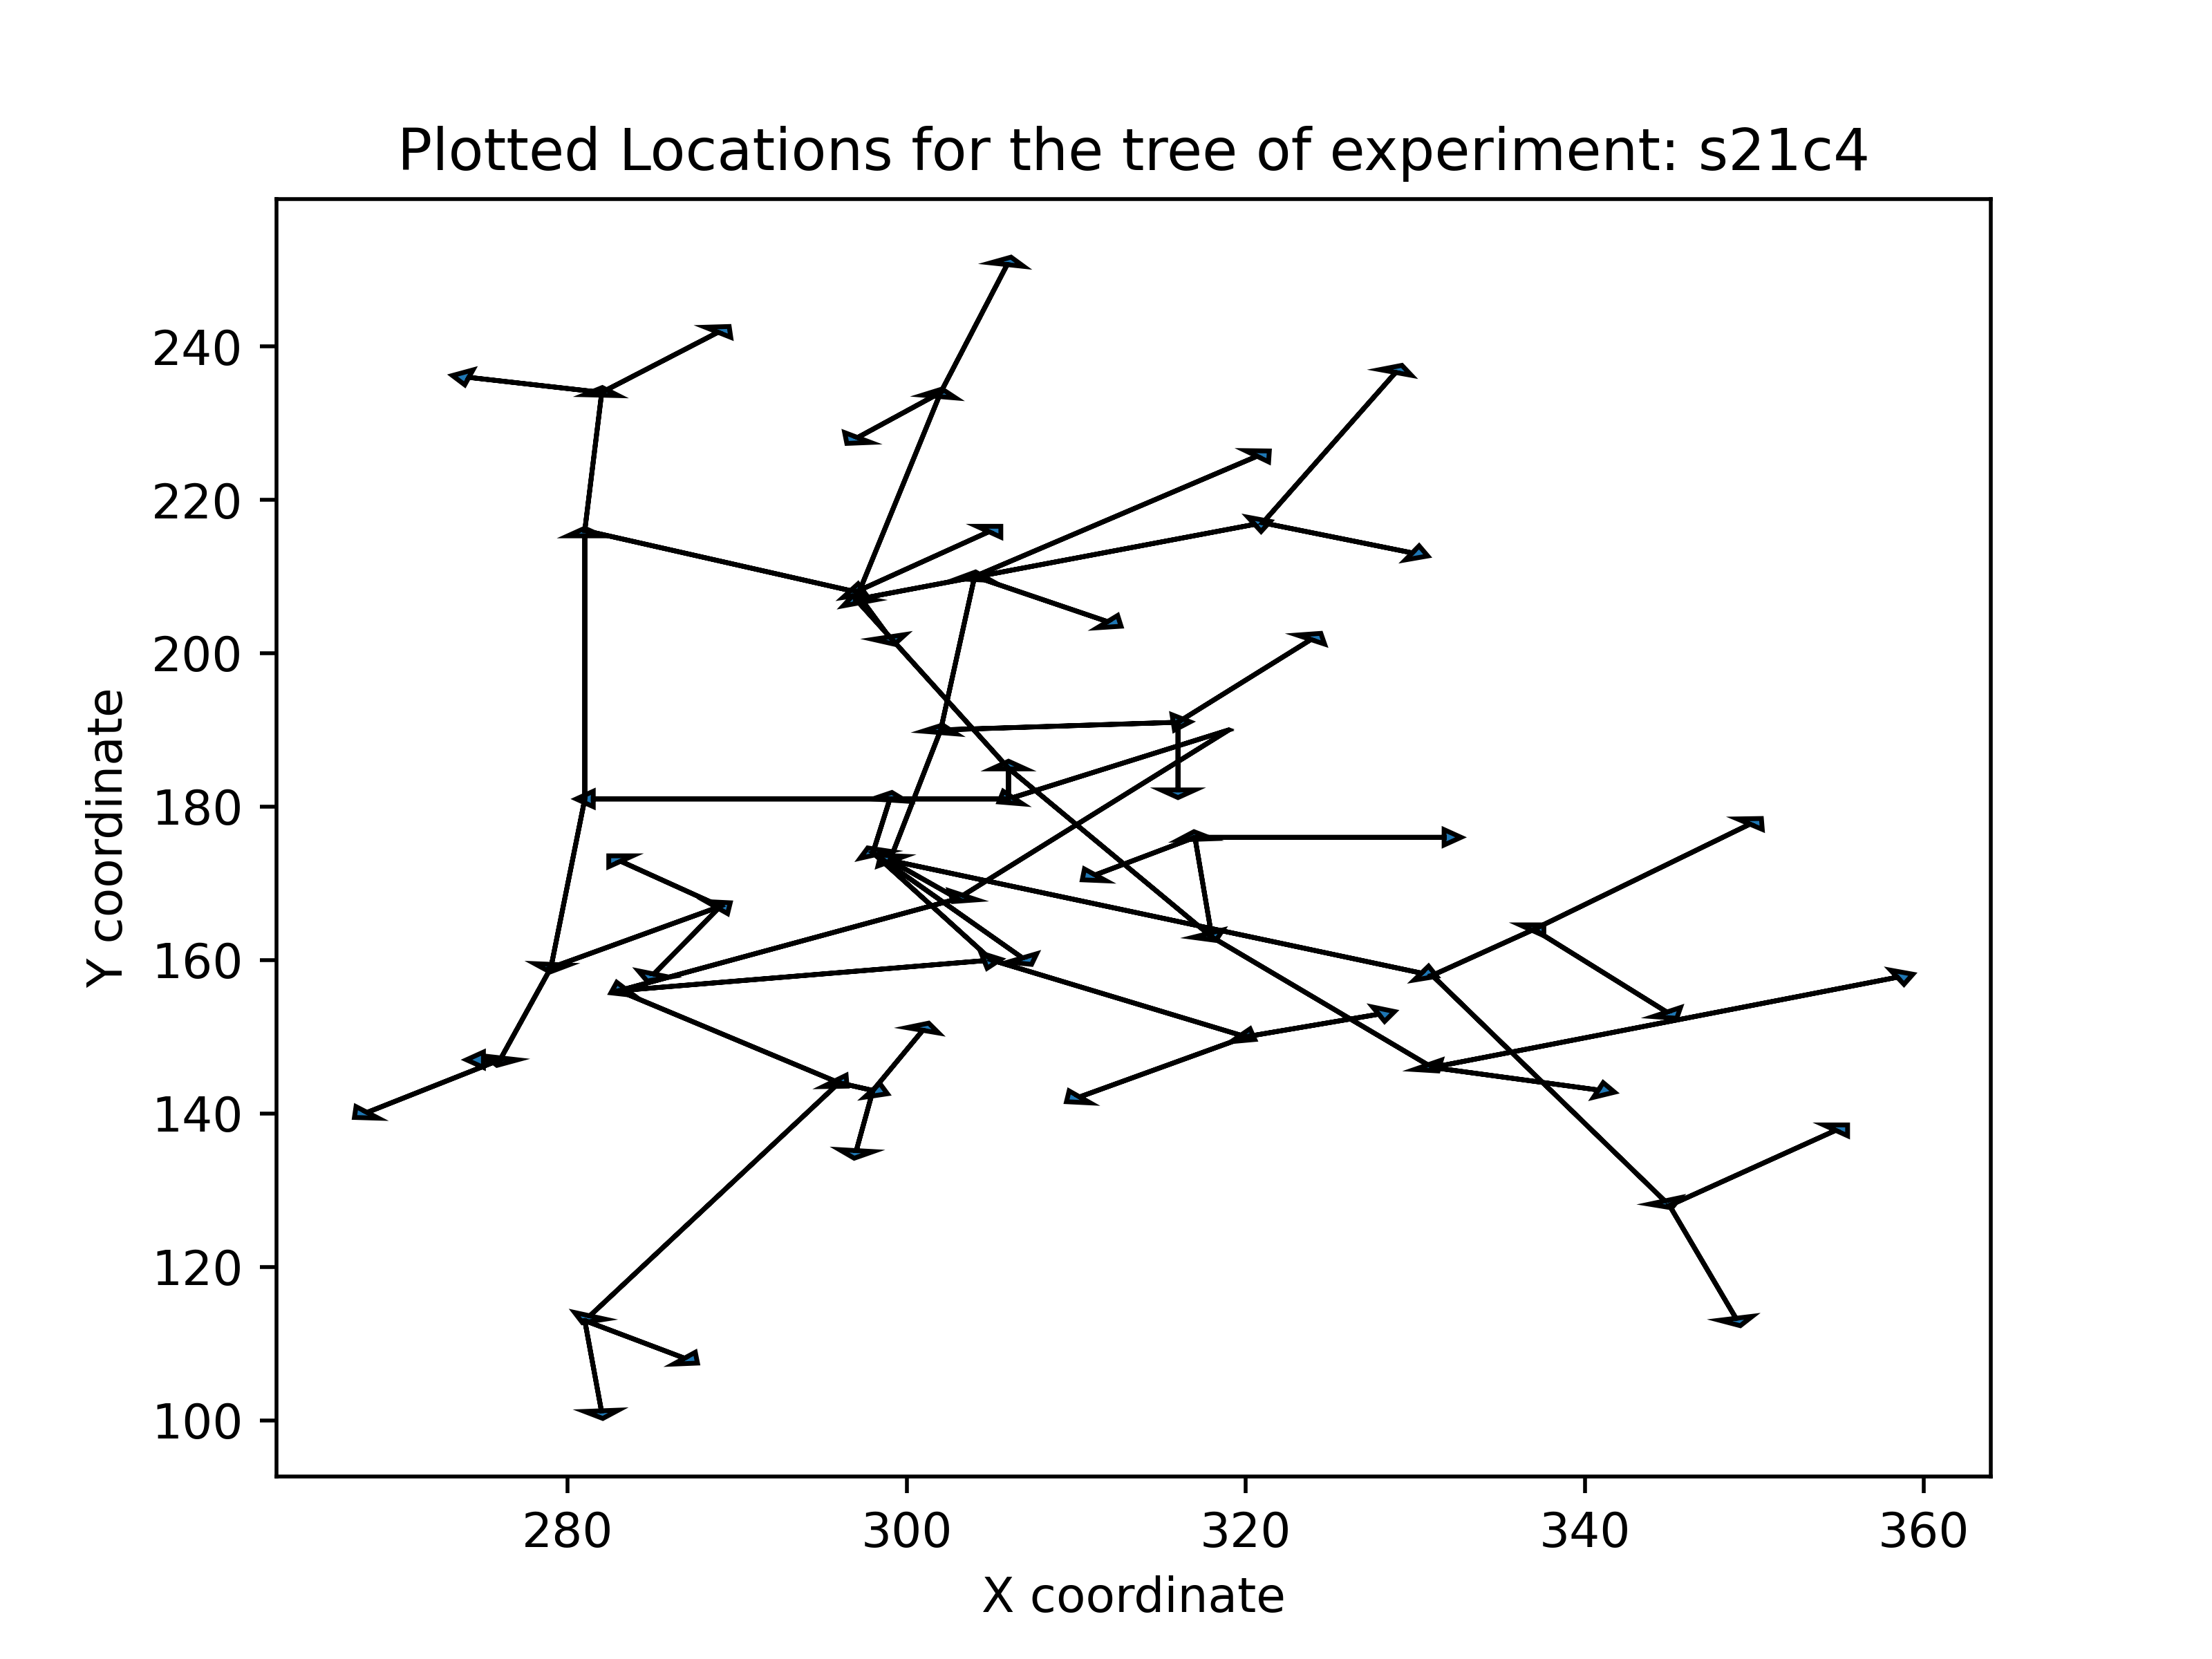 Plotted Locations for the tree of experiment: s21c4
240
220
200
180
160
140
120
100
Y coordinate
280 300 320 340 360
X coordinate